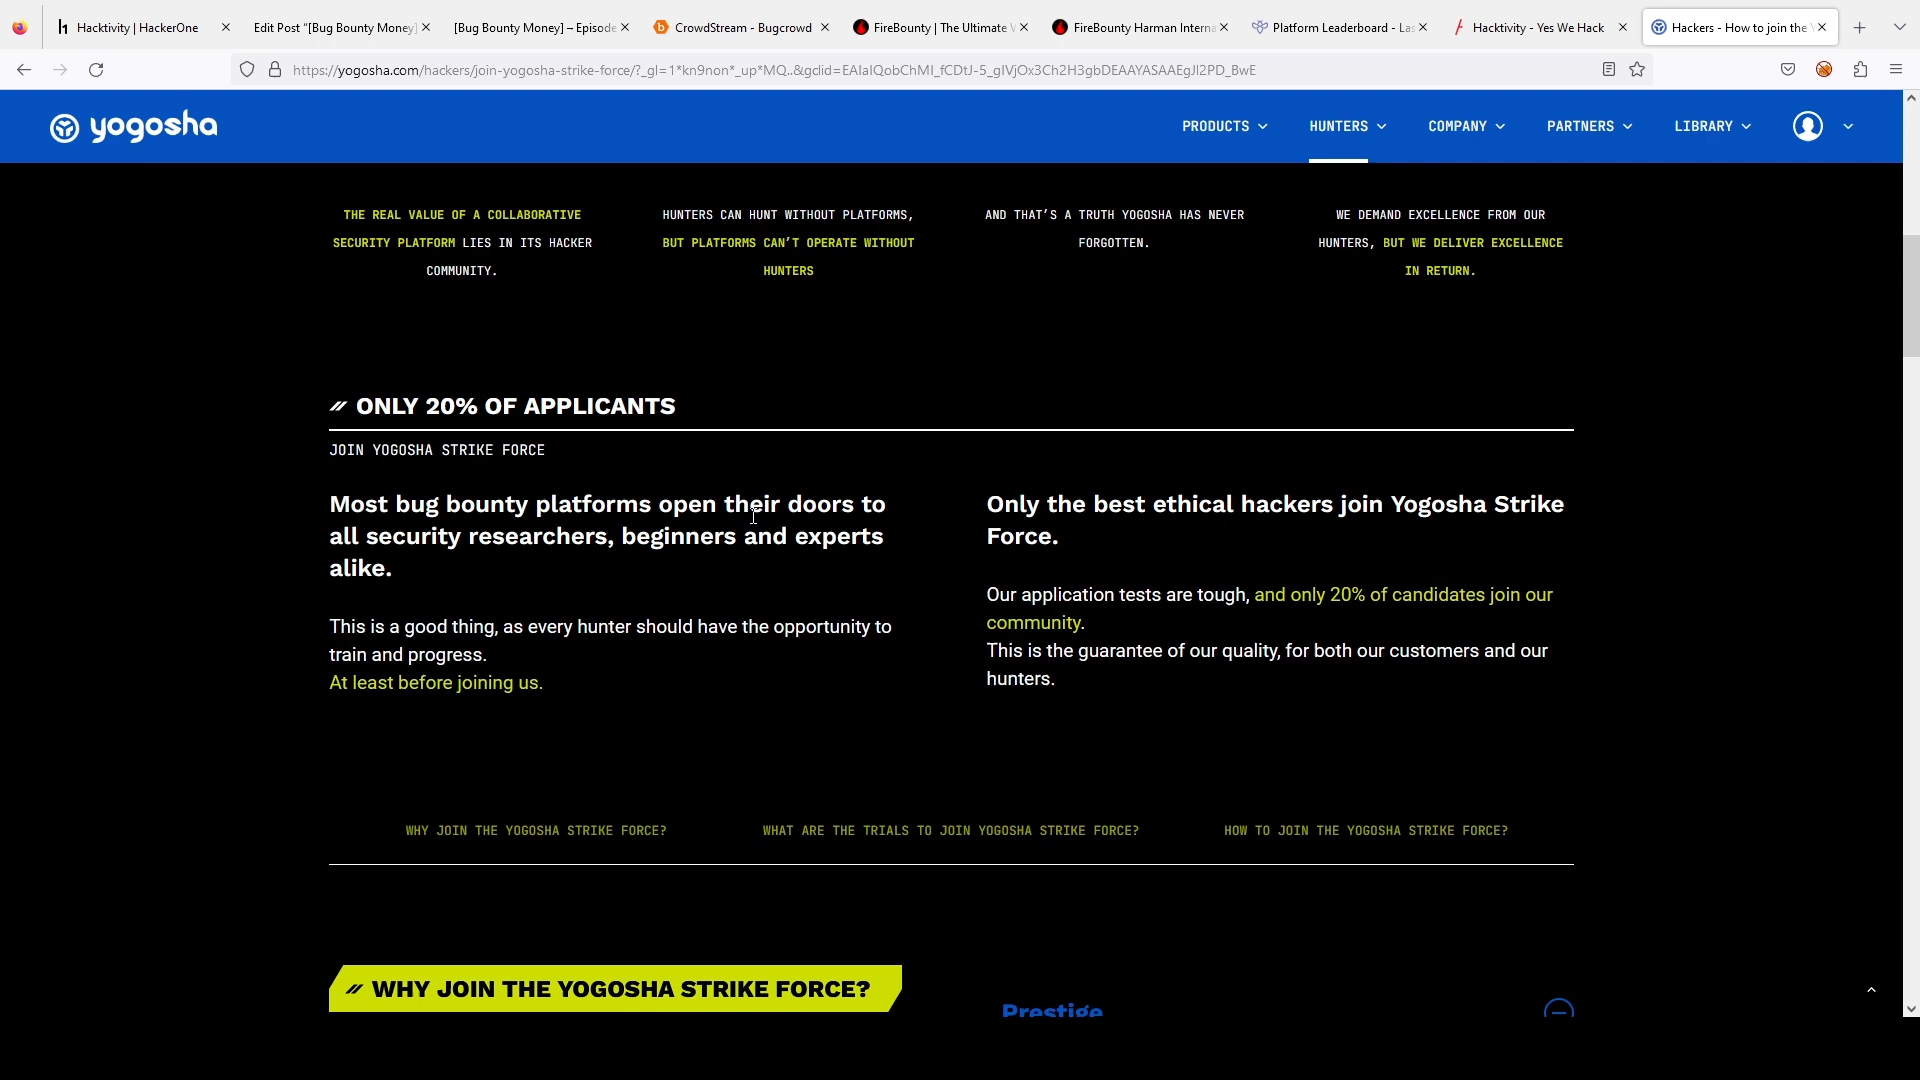 Hacktivity | HackerOne
Edit Post “[Bug Bounty Money]
[Bug Bounty Money] – Episode
CrowdStream - Bugcrowd
FireBounty | The Ultimate V
FireBounty Harman Interna
Platform Leaderboard - Las
Hacktivity - Yes We Hack
Hackers - How to join the Y
https://yogosha.com/hackers/join-yogosha-strike-force/?_gl=1*kn9non*_up*MQ..&gclid=EAIaIQobChMI_fCDtJ-5_gIVjOx3Ch2H3gbDEAAYASAAEgJl2PD_BwE
yogosha
PRODUCTS
HUNTERS
COMPANY
PARTNERS
LIBRARY
THE REAL VALUE OF A COLLABORATIVE
SECURITY PLATFORM LIES IN ITS HACKER
COMMUNITY.
HUNTERS CAN HUNT WITHOUT PLATFORMS,
BUT PLATFORMS CAN’T OPERATE WITHOUT
HUNTERS
AND THAT’S A TRUTH YOGOSHA HAS NEVER
FORGOTTEN.
WE DEMAND EXCELLENCE FROM OUR
HUNTERS, BUT WE DELIVER EXCELLENCE
IN RETURN.
ONLY 20% OF APPLICANTS
JOIN YOGOSHA STRIKE FORCE
Most bug bounty platforms open their doors to
all security researchers, beginners and experts
alike.
This is a good thing, as every hunter should have the opportunity to
train and progress.
At least before joining us.
Only the best ethical hackers join Yogosha Strike
Force.
Our application tests are tough, and only 20% of candidates join our
community.
This is the guarantee of our quality, for both our customers and our
hunters.
WHY JOIN THE YOGOSHA STRIKE FORCE?
WHAT ARE THE TRIALS TO JOIN YOGOSHA STRIKE FORCE?
HOW TO JOIN THE YOGOSHA STRIKE FORCE?
WHY JOIN THE YOGOSHA STRIKE FORCE?
Prestige